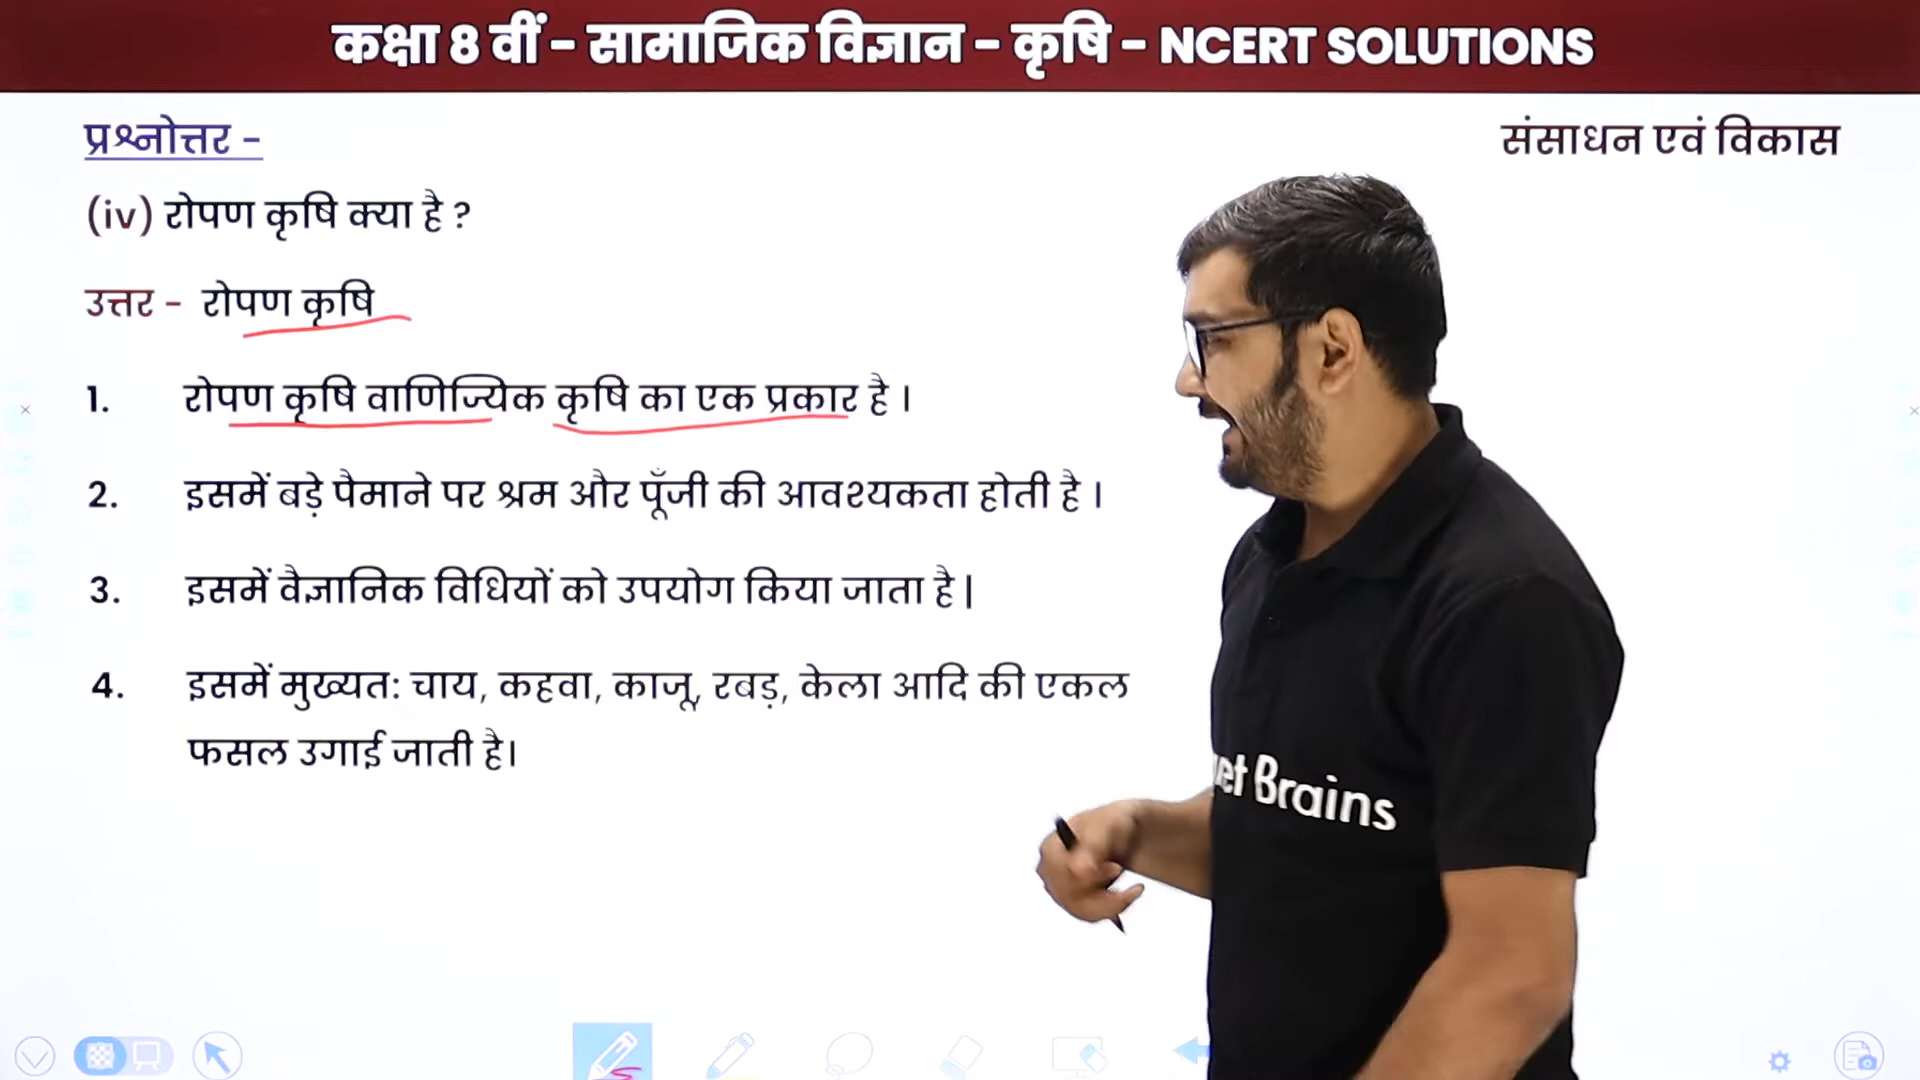 कक्षा 8 वीं - सामाजिक विज्ञान - कृषि - NCERT SOLUTIONS
प्रश्नोत्तर -
संसाधन एवं विकास
(iv) रोपण कृषि क्या है ?
उत्तर - रोपण कृषि
1. रोपण कृषि वाणिज्यिक कृषि का एक प्रकार है ।
2. इसमें बड़े पैमाने पर श्रम और पूँजी की आवश्यकता होती है ।
3. इसमें वैज्ञानिक विधियों को उपयोग किया जाता है |
4. इसमें मुख्यत: चाय, कहवा, काजू, रबड़, केला आदि की एकल
फसल उगाई जाती है।
Brains